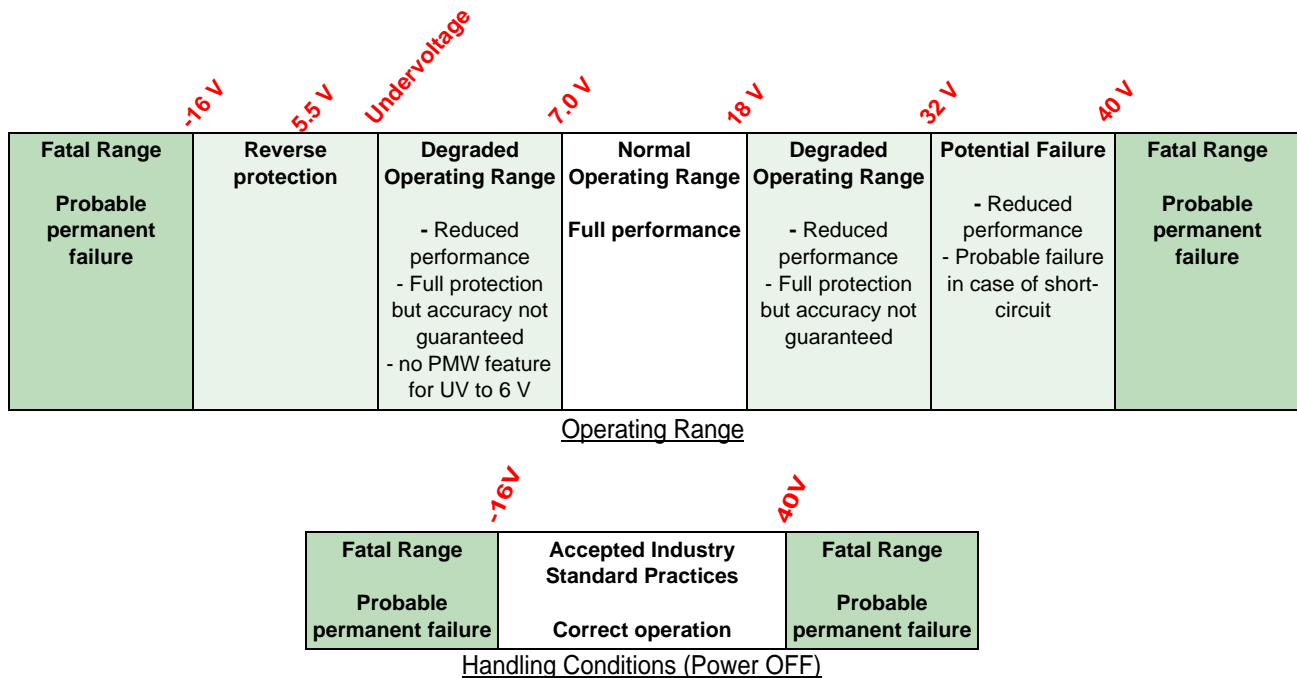 -16 V
5.5 V
Undervoltage
7.0 V
18 V
32 V
40 V
Fatal Range
Probable
permanent
failure
Reverse
protection
Degraded
Operating Range
- Reduced
performance
- Full protection
but accuracy not
guaranteed
- no PMW feature
for UV to 6 V
Normal
Operating Range
Full performance
Degraded
Operating Range
- Reduced
performance
- Full protection
but accuracy not
guaranteed
Potential Failure
- Reduced
performance
- Probable failure
in case of short-
circuit
Fatal Range
Probable
permanent
failure
Operating Range
-16V
40V
Fatal Range
Probable
permanent failure
Accepted Industry
Standard Practices
Correct operation
Fatal Range
Probable
permanent failure
Handling Conditions (Power OFF)